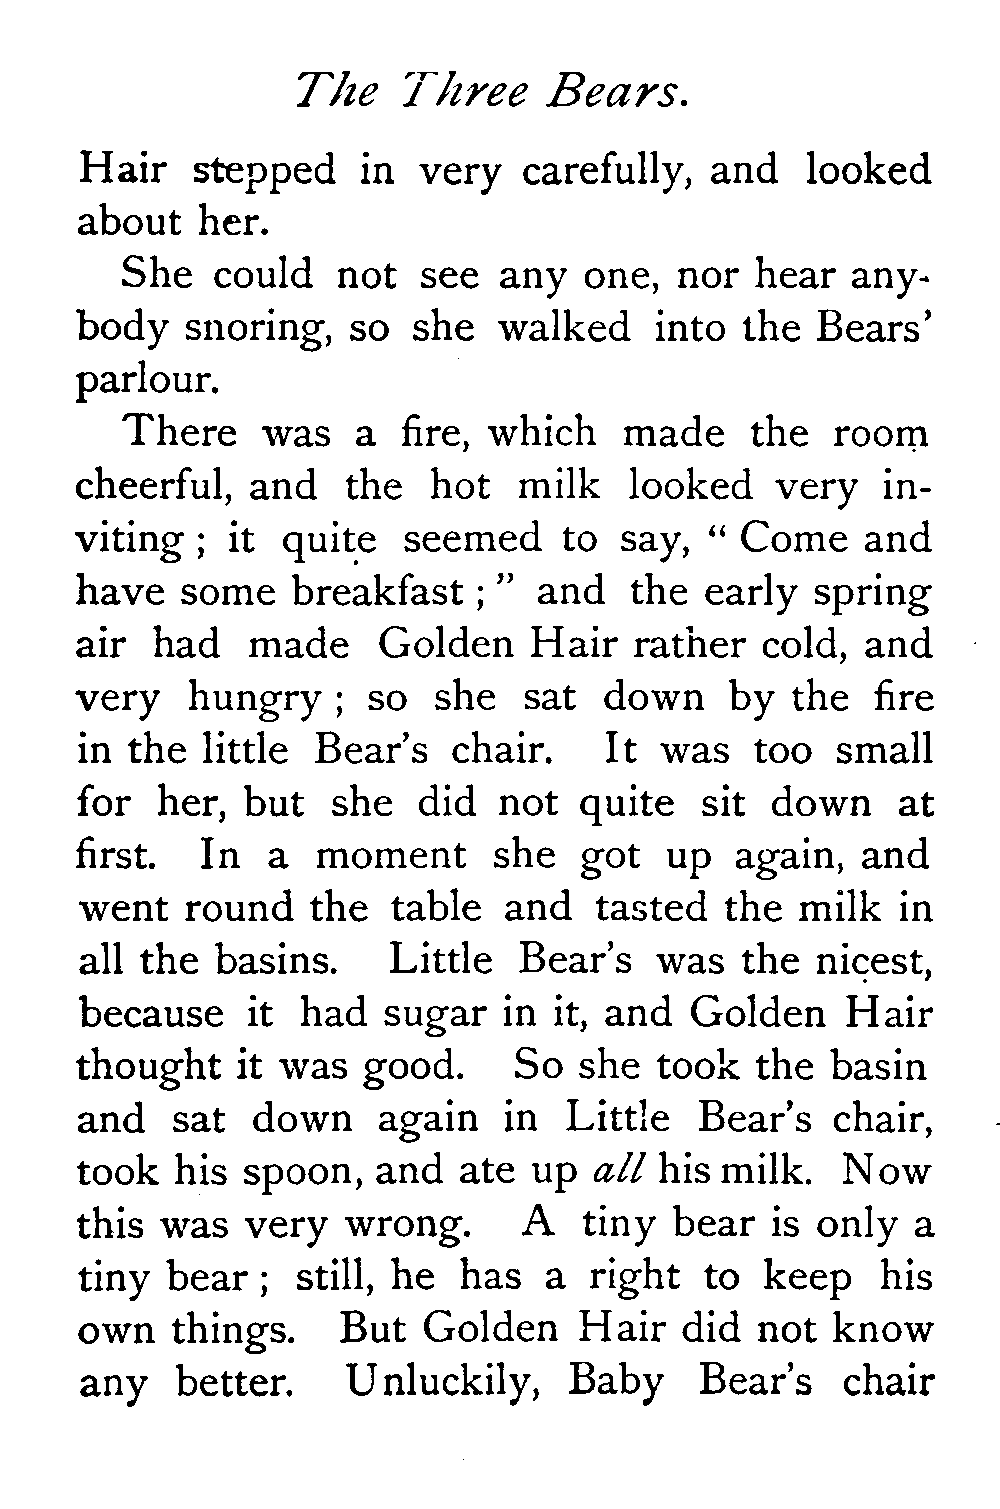 The Three Bears.
Hair stepped in very carefully, and looked
about her.
She could not see any one, nor hear any-
body snoring, so she walked into the Bears’
parlour.
There was a fire, which made the room
cheerful, and the hot milk looked very in-
viting ; it quite seemed to say, “ Come and
have some breakfast ; ” and the early spring
air had made Golden Hair rather cold, and
very hungry ; so she sat down by the fire
in the little Bear’s chair. It was too small
for her, but she did not quite sit down at
first. In a moment she got up again, and
went round the table and tasted the milk in
all the basins. Little Bear’s was the nicest,
because it had sugar in it, and Golden Hair
thought it was good. So she took the basin
and sat down again in Little Bear’s chair,
took his spoon, and ate up all his milk. Now
this was very wrong. A tiny bear is only a
tiny bear ; still, he has a right to keep his
own things. But Golden Hair did not know
any better. Unluckily, Baby Bear’s chair